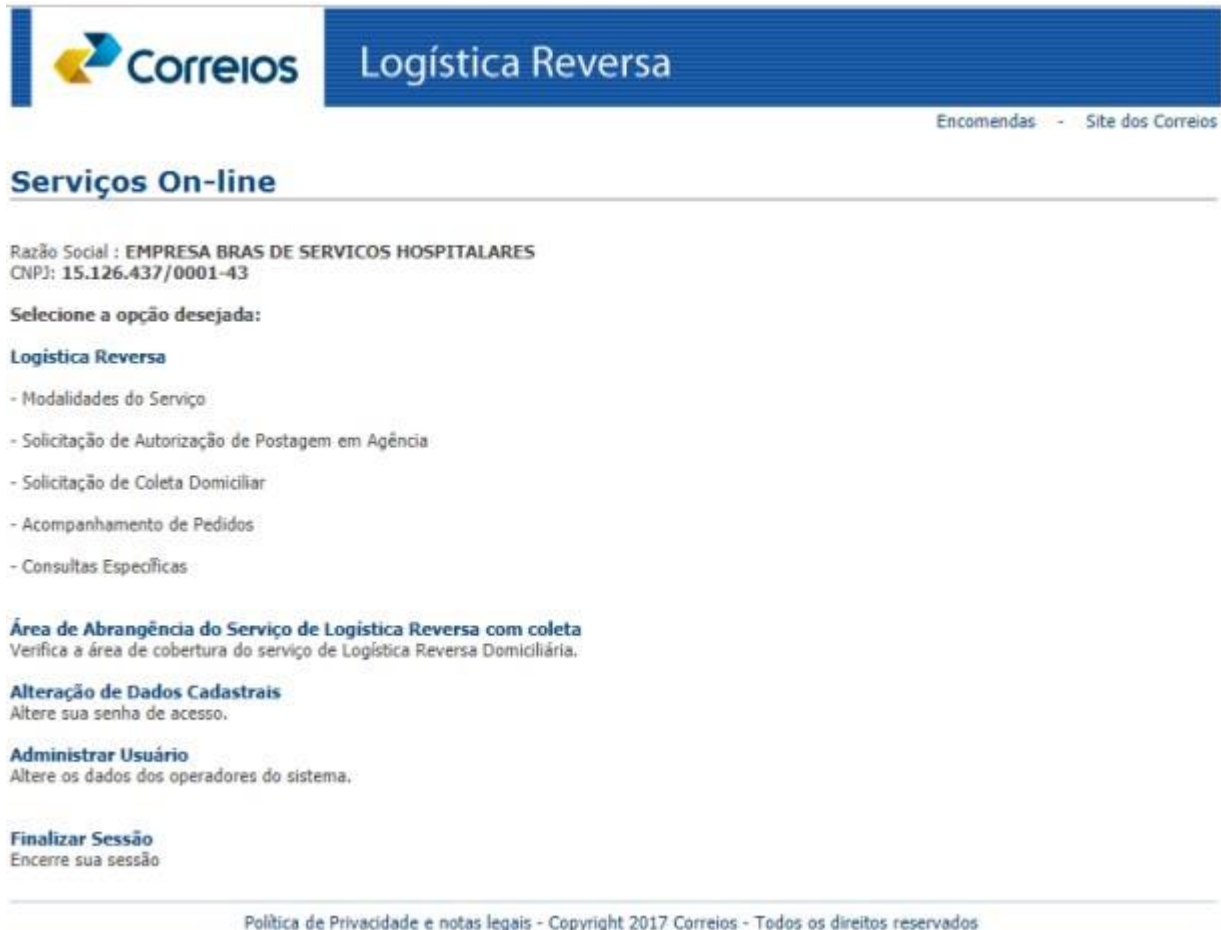 Correios
Logística Reversa
Encomendas - Site dos Correios
Serviços On-line
Razão Social : EMPRESA BRAS DE SERVICOS HOSPITALARES
CNPJ: 15.126.437/0001-43
Selecione a opção desejada:
Logística Reversa
- Modalidades do Serviço
- Solicitação de Autorização de Postagem em Agência
- Solicitação de Coleta Domiciliar
- Acompanhamento de Pedidos
- Consultas Específicas
Área de Abrangência do Serviço de Logística Reversa com coleta
Verifica a área de cobertura do serviço de Logística Reversa Domiciliária.
Alteração de Dados Cadastrais
Altere sua senha de acesso.
Administrar Usuário
Altere os dados dos operadores do sistema.
Finalizar Sessão
Encerre sua sessão
Política de Privacidade e notas legais - Copyright 2017 Correios - Todos os direitos reservados